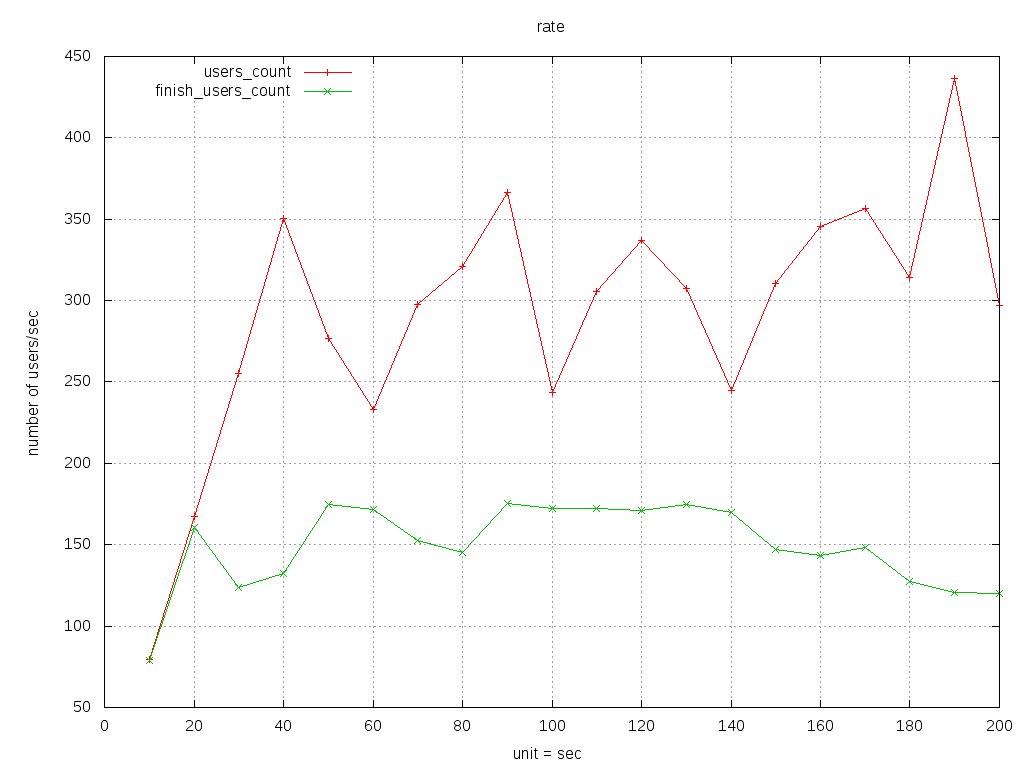 rate
users_count
finish_users_count
450
400
350
300
250
200
150
100
50
number of users/sec
0 20 40 60 80 100 120 140 160 180 200
unit = sec